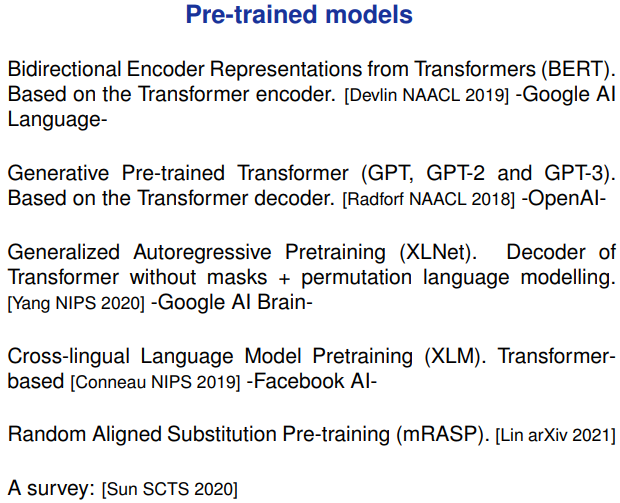 Pre-trained models
Bidirectional Encoder Representations from Transformers (BERT).
Based on the Transformer encoder. [Devlin NAACL 2019] -Google AI
Language-
Generative Pre-trained Transformer (GPT, GPT-2 and GPT-3).
Based on the Transformer decoder. [Radforf NAACL 2018] -OpenAI-
Generalized Autoregressive Pretraining (XLNet). Decoder of
Transformer without masks + permutation language modelling.
[Yang NIPS 2020] -Google AI Brain-
Cross-lingual Language Model Pretraining (XLM). Transformer-
based [Conneau NIPS 2019] -Facebook AI-
Random Aligned Substitution Pre-training (mRASP). [Lin arXiv 2021]
A survey: [Sun SCTS 2020]